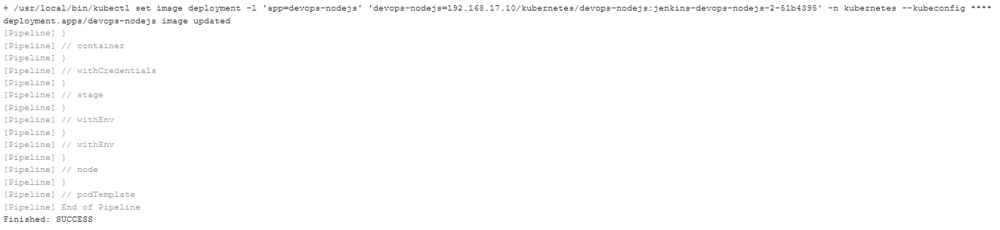 + /usr/local/bin/kubectl set image deployment -l 'app=devops-nodejs' 'devops-nodejs=192.168.17.10/kubernetes/devops-nodejs:jenkins-devops-nodejs-2-51b4395' -n kubernetes --kubeconfig ****
deployment.apps/devops-nodejs image updated
[Pipeline] }
[Pipeline] // container
[Pipeline] }
[Pipeline] // withCredentials
[Pipeline] }
[Pipeline] // stage
[Pipeline] }
[Pipeline] // withEnv
[Pipeline] }
[Pipeline] // withEnv
[Pipeline] }
[Pipeline] // node
[Pipeline] }
[Pipeline] // podTemplate
[Pipeline] End of Pipeline
Finished: SUCCESS